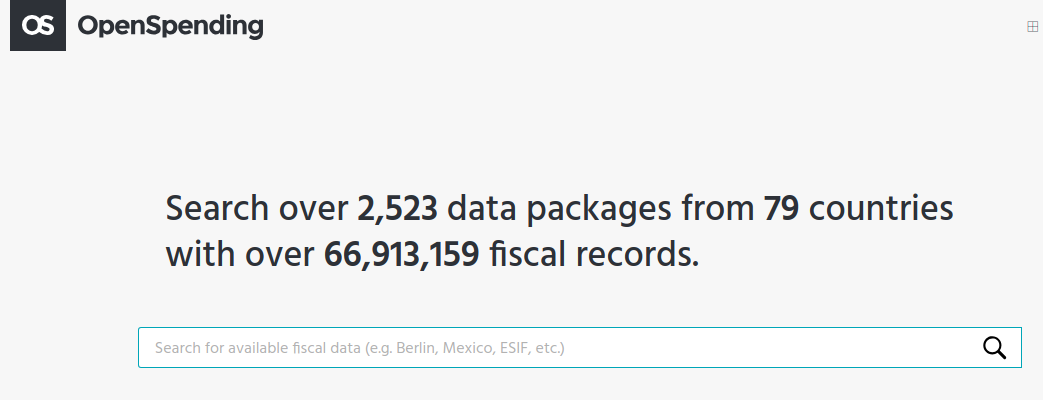 OS OpenSpending
Search over 2,523 data packages from 79 countries
with over 66,913,159 fiscal records.
Search for available fiscal data (e.g. Berlin, Mexico, ESIF, etc.)